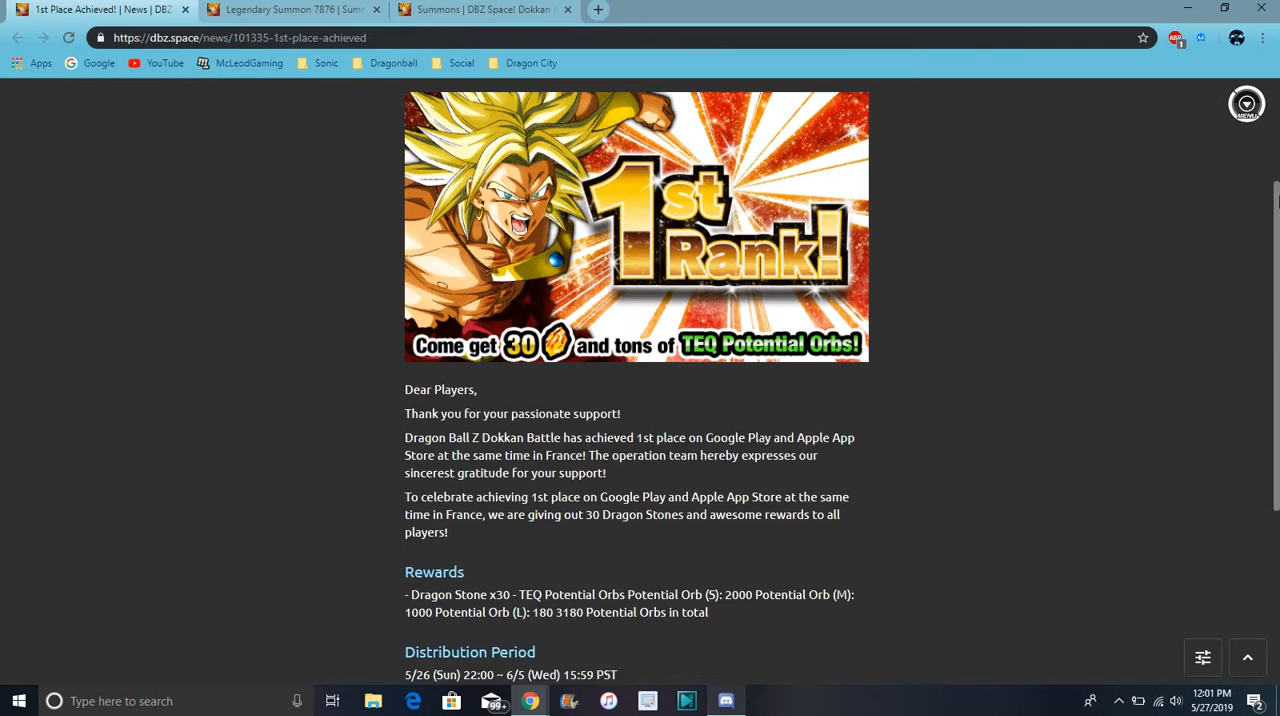 1st Place Achieved! | News | DBZ
Legendary Summon 7876 | Summ
Summons | DBZ Space! Dokkan B
https://dbz.space/news/101335-1st-place-achieved
1
Apps
Google
YouTube
McLeodGaming
Sonic
Dragonball
Social
Dragon City
MENU
1st
Rank!
Come get 30 and tons of TEQ Potential Orbs!
Dear Players,
Thank you for your passionate support!
Dragon Ball Z Dokkan Battle has achieved 1st place on Google Play and Apple App
Store at the same time in France! The operation team hereby expresses our
sincerest gratitude for your support!
To celebrate achieving 1st place on Google Play and Apple App Store at the same
time in France, we are giving out 30 Dragon Stones and awesome rewards to all
players!
Rewards
- Dragon Stone x30 - TEQ Potential Orbs Potential Orb (S): 2000 Potential Orb (M):
1000 Potential Orb (L): 180 3180 Potential Orbs in total
Distribution Period
5/26 (Sun) 22:00 ~ 6/5 (Wed) 15:59 PST
Type here to search
99+
12:01 PM
5/27/2019
2